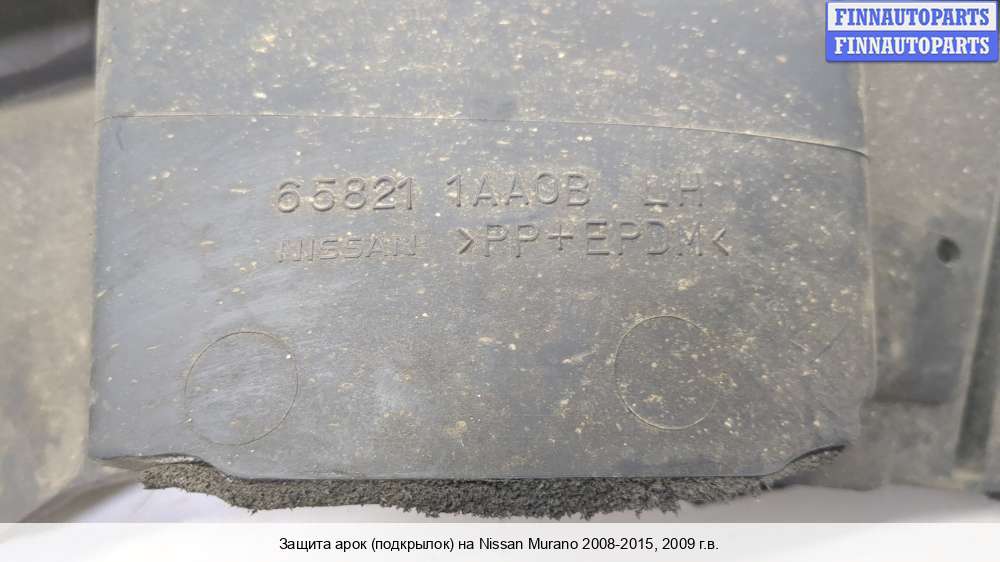 FINNAUTOPARTS
FINNAUTOPARTS
65821 1AA0B LH
NISSAN >PP+EPDM<
Защита арок (подкрылок) на Nissan Murano 2008-2015, 2009 г.в.